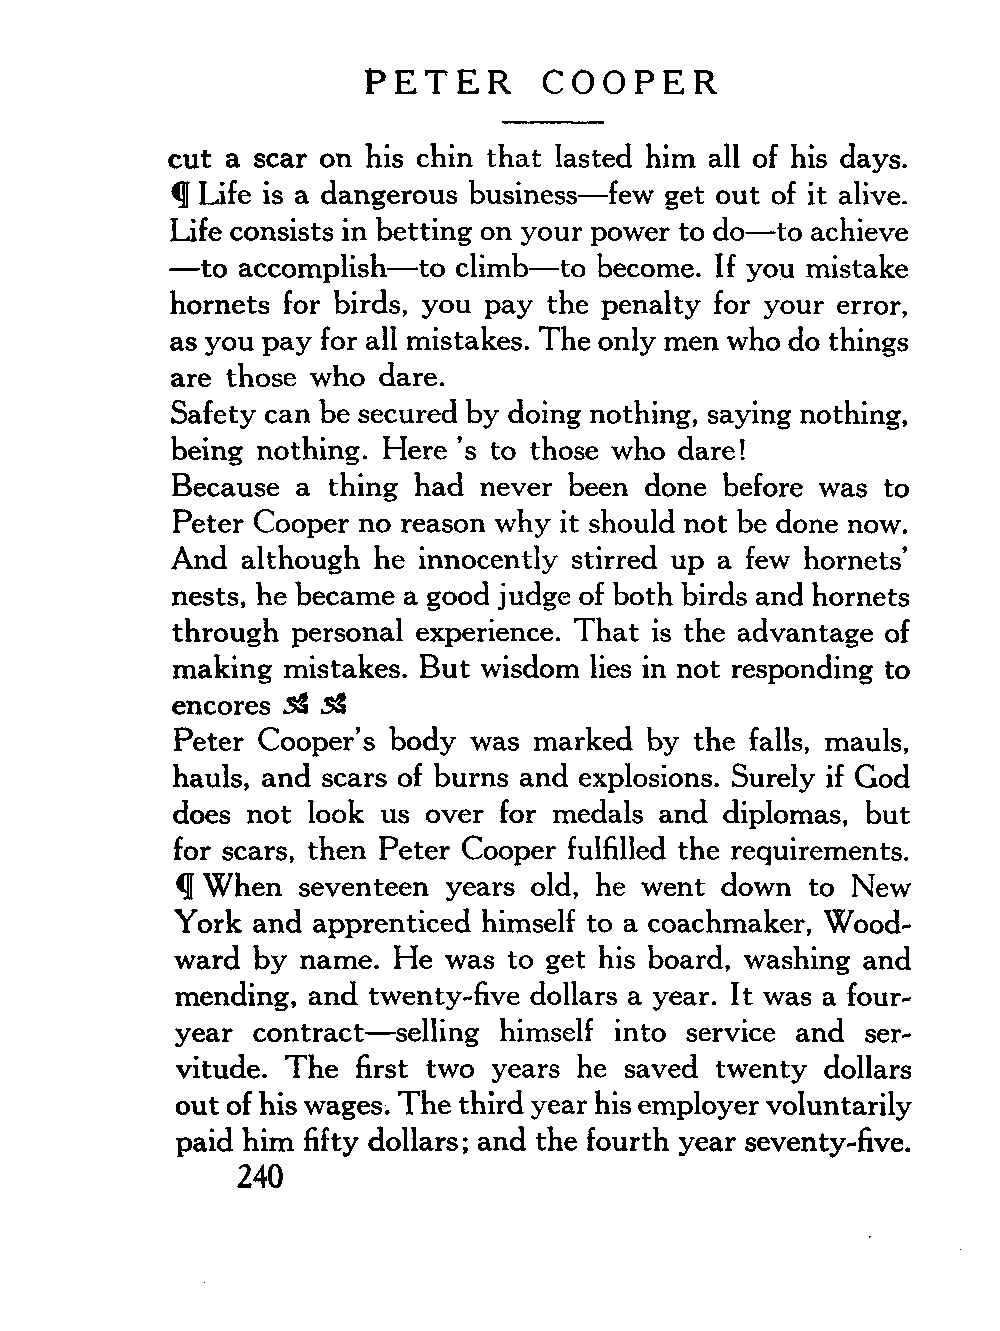 PETER COOPER
cut a scar on his chin that lasted him all of his days.
¶ Life is a dangerous business—few get out of it alive.
Life consists in betting on your power to do—to achieve
—to accomplish—to climb—to become. If you mistake
hornets for birds, you pay the penalty for your error,
as you pay for all mistakes. The only men who do things
are those who dare.
Safety can be secured by doing nothing, saying nothing,
being nothing. Here 's to those who dare!
Because a thing had never been done before was to
Peter Cooper no reason why it should not be done now.
And although he innocently stirred up a few hornets'
nests, he became a good judge of both birds and hornets
through personal experience. That is the advantage of
making mistakes. But wisdom lies in not responding to
encores
Peter Cooper's body was marked by the falls, mauls,
hauls, and scars of burns and explosions. Surely if God
does not look us over for medals and diplomas, but
for scars, then Peter Cooper fulfilled the requirements.
¶ When seventeen years old, he went down to New
York and apprenticed himself to a coachmaker, Wood-
ward by name. He was to get his board, washing and
mending, and twenty-five dollars a year. It was a four-
year contract—selling himself into service and ser-
vitude. The first two years he saved twenty dollars
out of his wages. The third year his employer voluntarily
paid him fifty dollars; and the fourth year seventy-five.
240